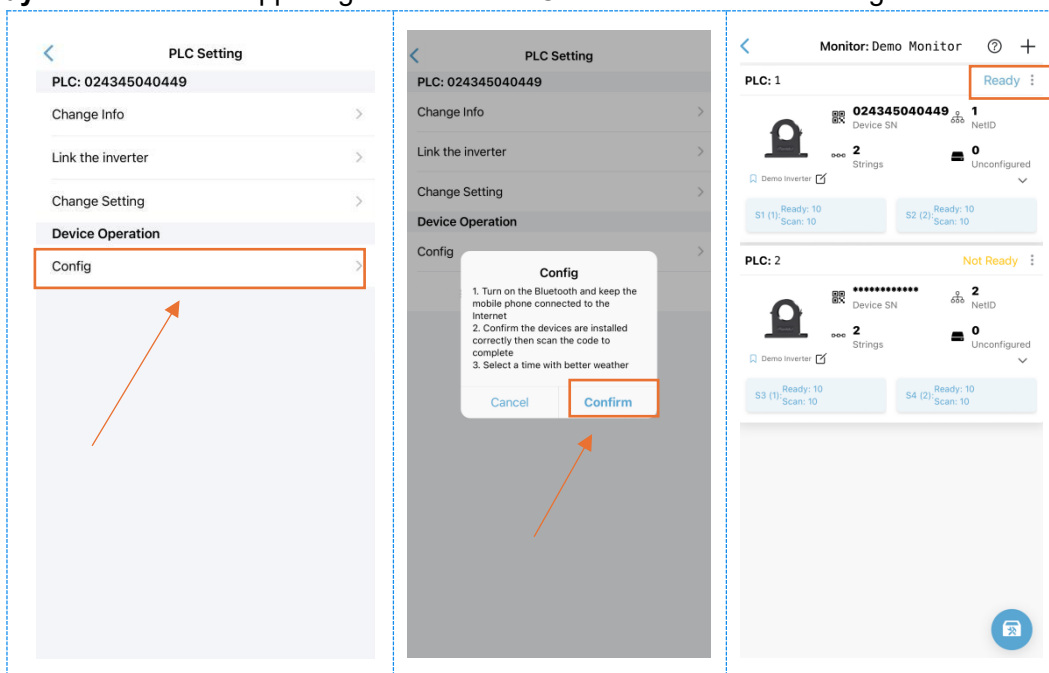 PLC Setting
PLC: 024345040449
Change Info
Link the inverter
Change Setting
Device Operation
Config
PLC Setting
PLC: 024345040449
Change Info
Link the inverter
Change Setting
Device Operation
Config
Config
1. Turn on the Bluetooth and keep the
mobile phone connected to the
Internet
2. Confirm the devices are installed
correctly then scan the code to
complete
3. Select a time with better weather
Cancel Confirm
Monitor: Demo Monitor
PLC: 1 Ready
024345040449 1
Device SN NetID
2 0
Strings Unconfigured
Demo Inverter
S1 (1): Ready: 10 S2 (2): Ready: 10
Scan: 10 Scan: 10
PLC: 2 Not Ready
************ 2
Device SN NetID
2 0
Strings Unconfigured
Demo Inverter
S3 (1): Ready: 10 S4 (2): Ready: 10
Scan: 10 Scan: 10